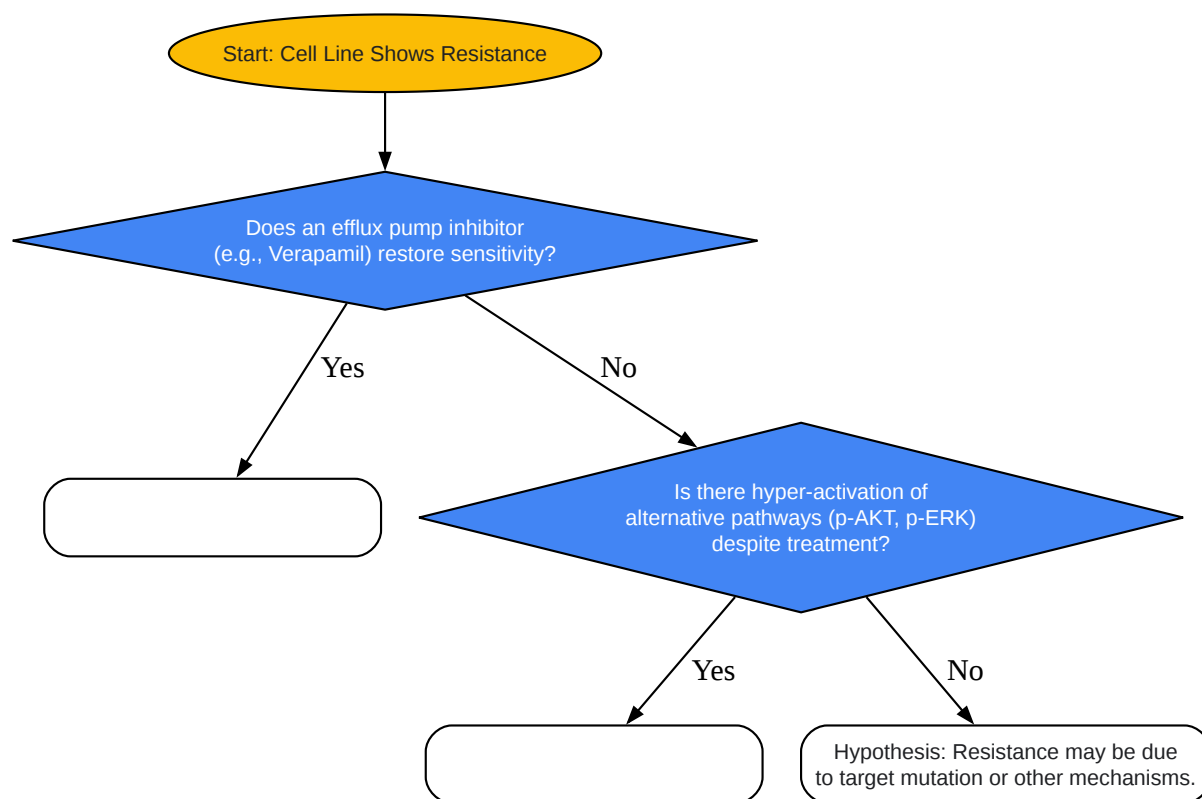 Start: Cell Line Shows Resistance
Does an efflux pump inhibitor
(e.g., Verapamil) restore sensitivity?
Yes
No
Is there hyper-activation of
alternative pathways (p-AKT, p-ERK)
despite treatment?
Yes
No
Hypothesis: Resistance may be due
to target mutation or other mechanisms.